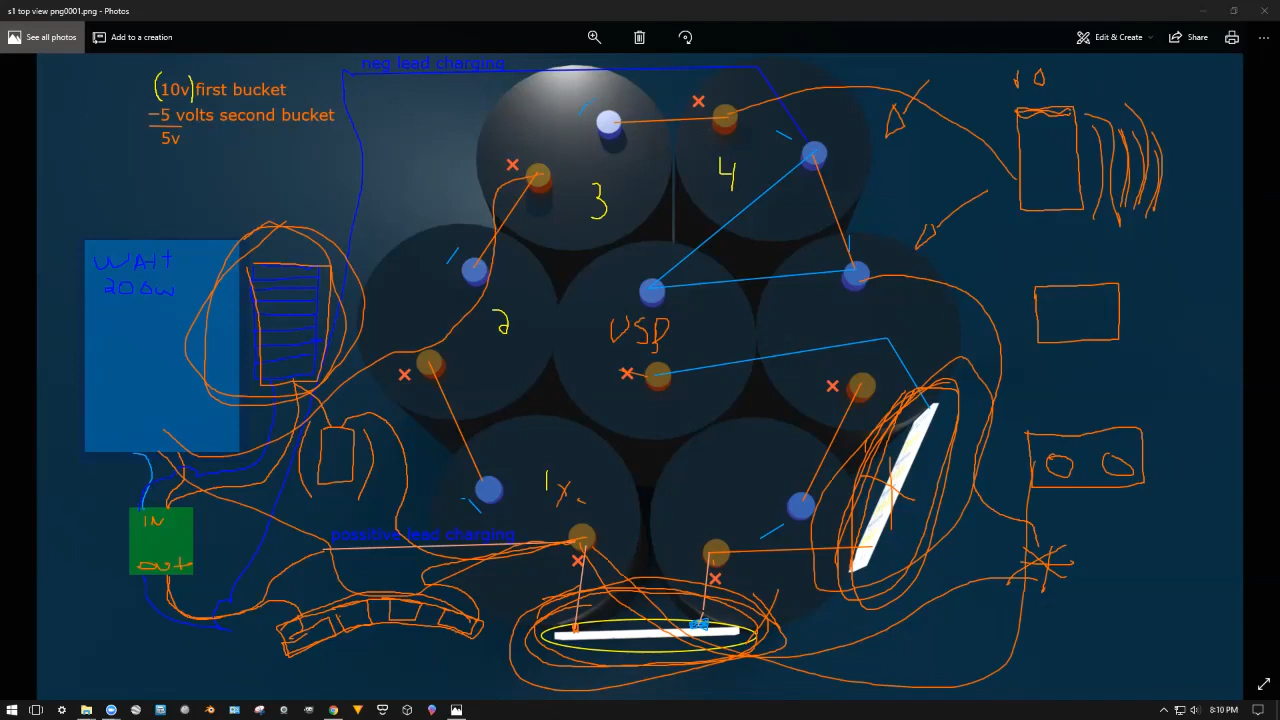 s1 top view png0001.png - Photos
See all photos
Add to a creation
Edit & Create
Share
neg lead charging
(10v) first bucket
-5 volts second bucket
5v
10
4
3
WAtt
200w
2
VSP
1x
IN
possitive lead charging
OUT
8:10 PM